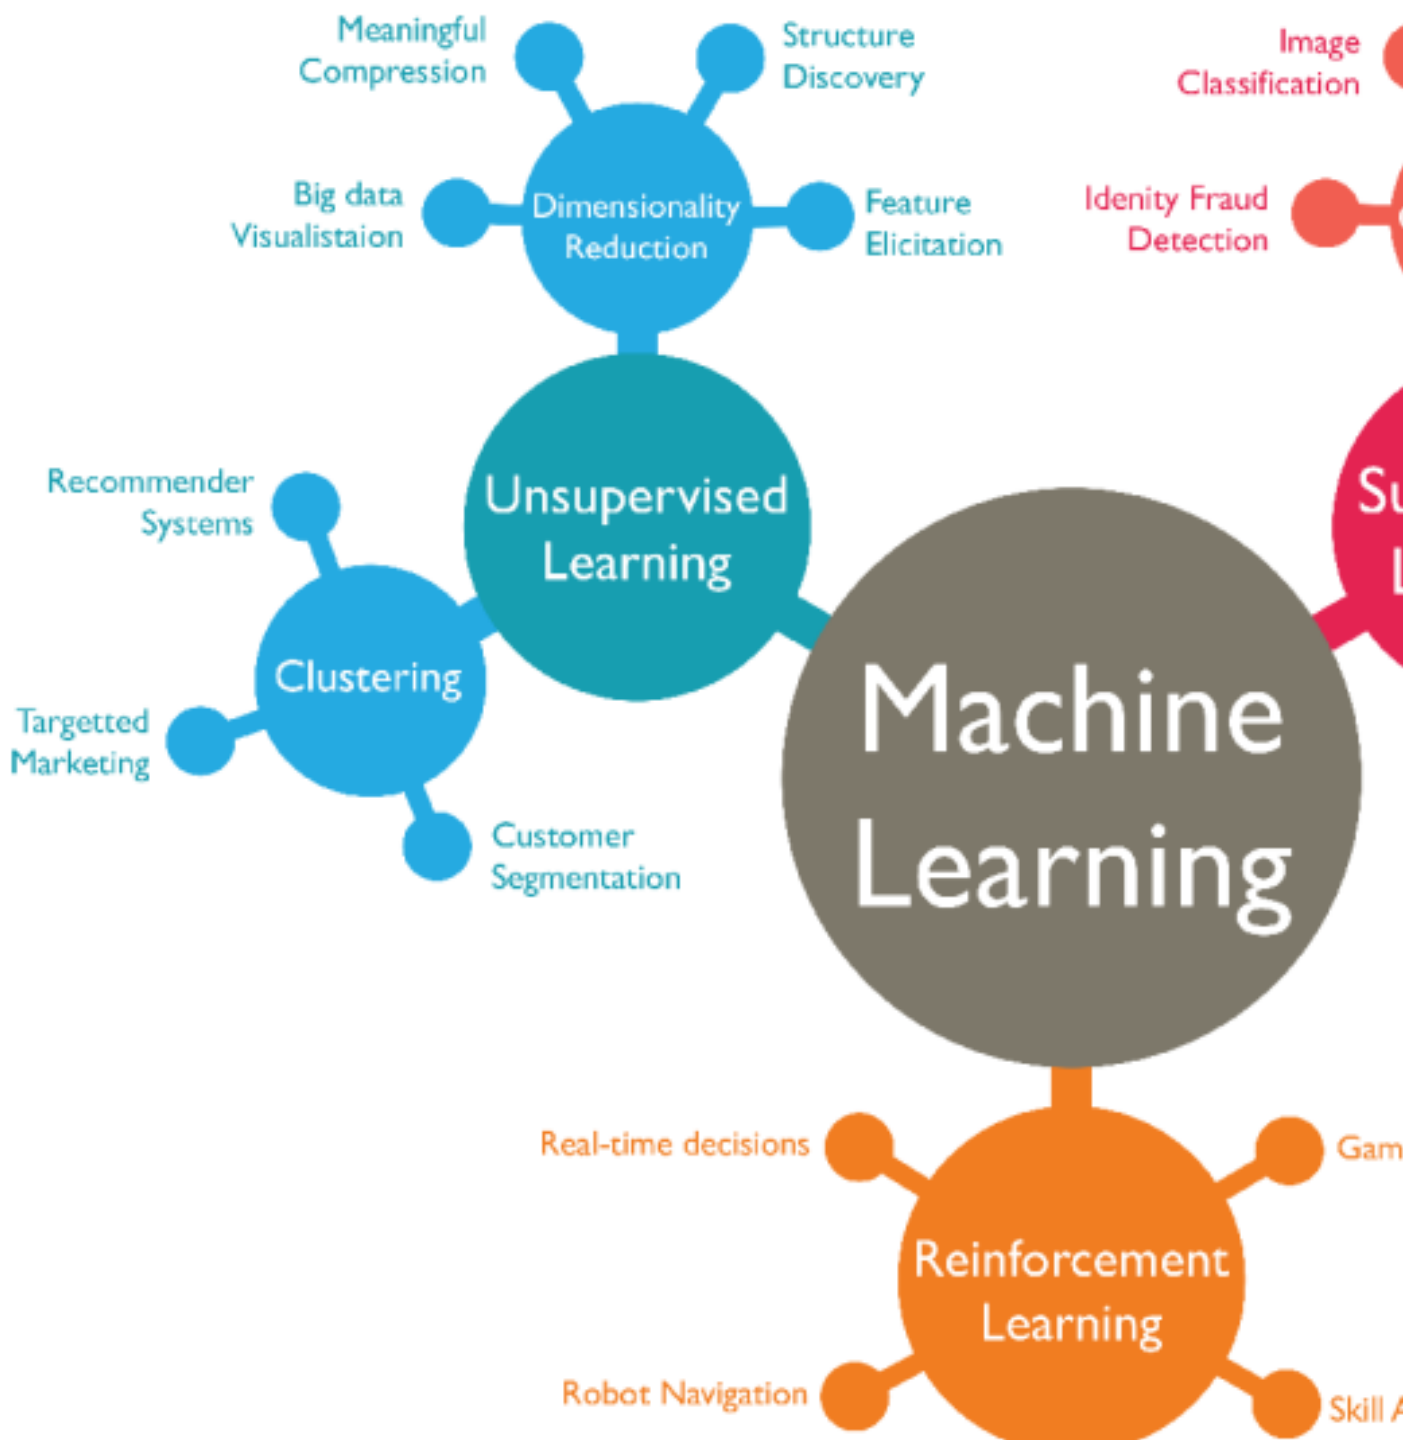 Meaningful
Compression
Structure
Discovery
Image
Classification
Big data
Visualistaion
Dimensionality
Reduction
Feature
Elicitation
Idenity Fraud
Detection
Recommender
Systems
Unsupervised
Learning
Clustering
Targetted
Marketing
Customer
Segmentation
Machine
Learning
Real-time decisions
Reinforcement
Learning
Robot Navigation
Skill